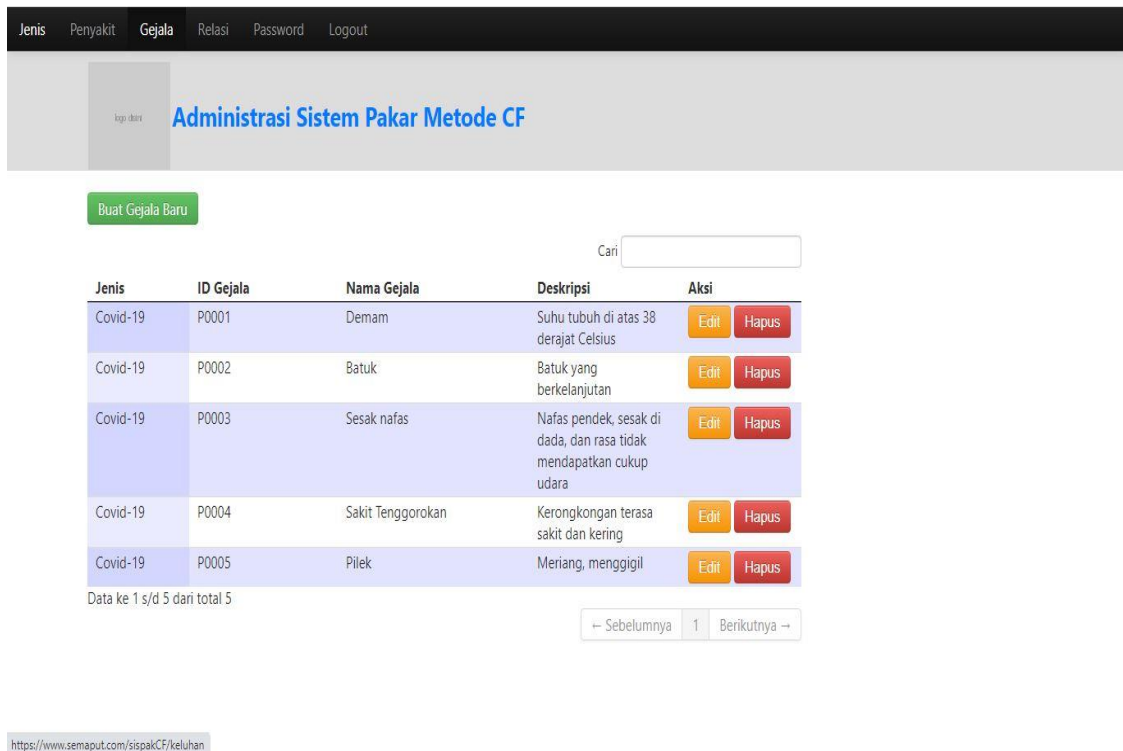 Jenis Penyakit Gejala Relasi Password Logout
logo disini
Administrasi Sistem Pakar Metode CF
Buat Gejala Baru
Cari
Jenis ID Gejala Nama Gejala Deskripsi Aksi
Covid-19 P0001 Demam Suhu tubuh di atas 38 Edit Hapus
derajat Celsius
Covid-19 P0002 Batuk Batuk yang Edit Hapus
berkelanjutan
Covid-19 P0003 Sesak nafas Nafas pendek, sesak di Edit Hapus
dada, dan rasa tidak
mendapatkan cukup
udara
Covid-19 P0004 Sakit Tenggorokan Kerongkongan terasa Edit Hapus
sakit dan kering
Covid-19 P0005 Pilek Meriang, menggigil Edit Hapus
Data ke 1 s/d 5 dari total 5
← Sebelumnya 1 Berikutnya →
https://www.semaput.com/sispakCF/keluhan